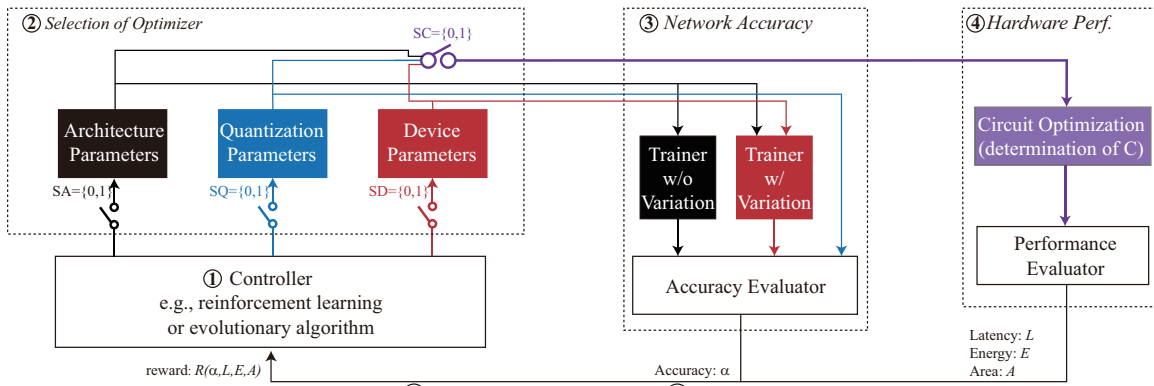 ② Selection of Optimizer
SC={0,1}
③ Network Accuracy
④ Hardware Perf.
Architecture
Parameters
Quantization
Parameters
Device
Parameters
SA={0,1}
SQ={0,1}
SD={0,1}
Trainer
w/o
Variation
Trainer
w/
Variation
Circuit Optimization
(determination of C)
① Controller
e.g., reinforcement learning
or evolutionary algorithm
Accuracy Evaluator
Performance
Evaluator
reward: R(α,L,E,A)
Accuracy: α
Latency: L
Energy: E
Area: A